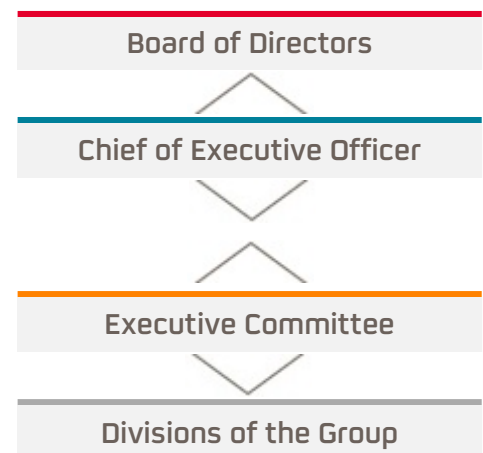 Board of Directors
Chief of Executive Officer
Executive Committee
Divisions of the Group